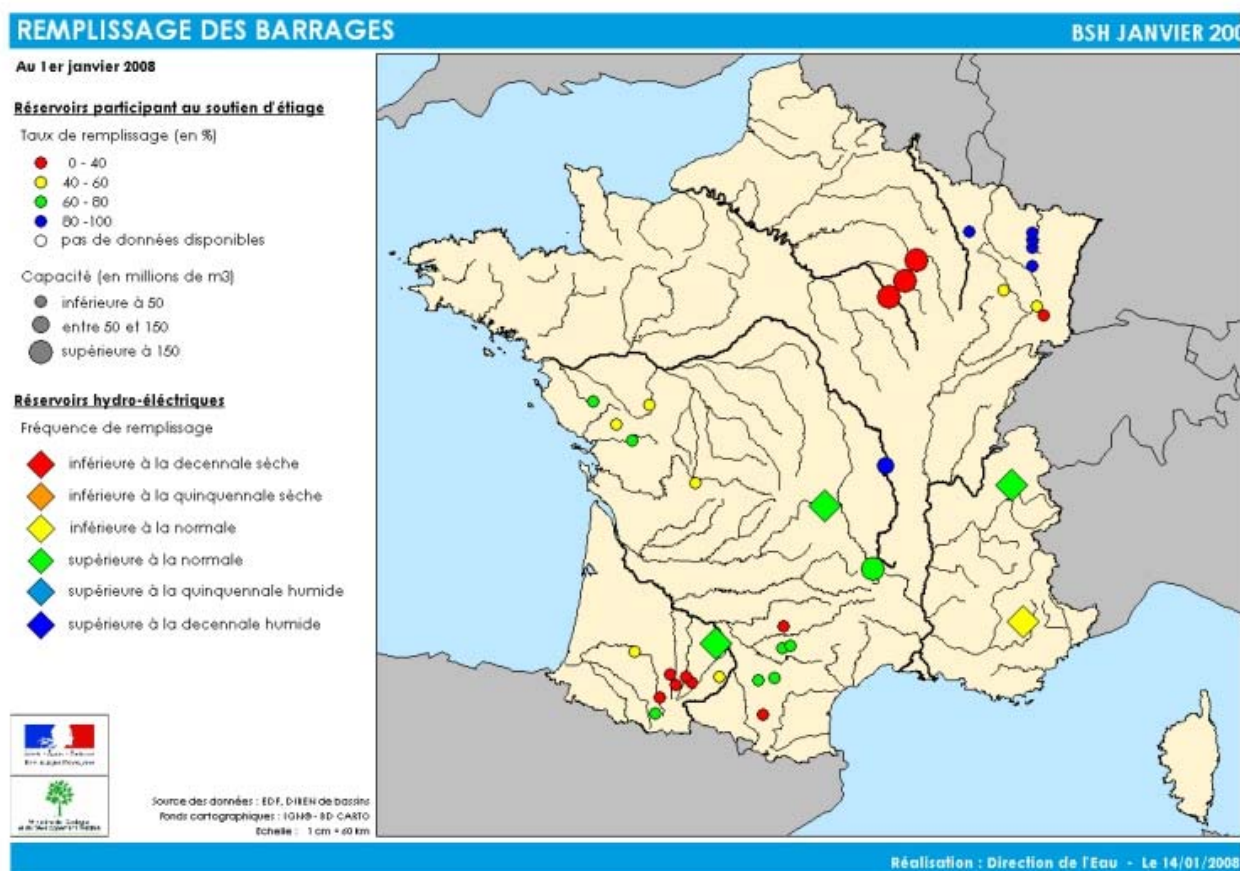 REMPLISSAGE DES BARRAGES
BSH JANVIER 200
Au 1er janvier 2008
Réservoirs participant au soutien d'étiage
Taux de remplissage (en %)
0 - 40
40 - 60
60 - 80
80 -100
pas de données disponibles
Capacité (en millions de m3)
inférieure à 50
entre 50 et 150
supérieure à 150
Réservoirs hydro-éléctriques
Fréquence de remplissage
inférieure à la decennale sèche
inférieure à la quinquennale sèche
inférieure à la normale
supérieure à la normale
supérieure à la quinquennale humide
supérieure à la decennale humide
Source des données : EDF, DIREN de bassins
Fonds cartographiques : IGN® - BD CARTO
Echelle : 1 cm = 60 km
Réalisation : Direction de l'Eau - Le 14/01/2008